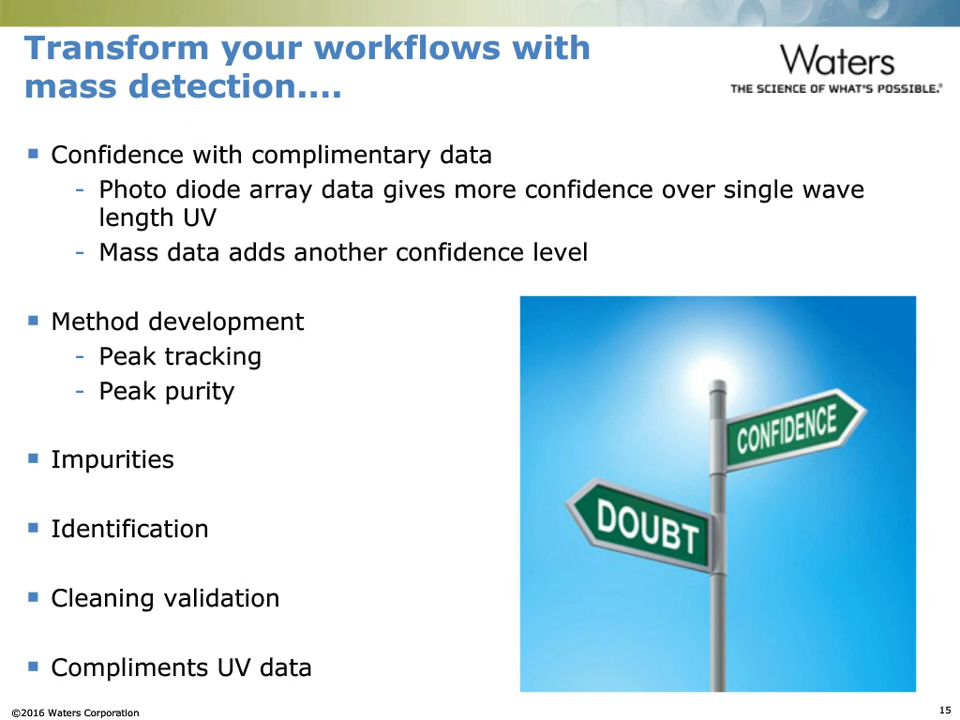 Transform your workflows with
mass detection....
Waters
THE SCIENCE OF WHAT'S POSSIBLE.®
■ Confidence with complimentary data
- Photo diode array data gives more confidence over single wave
length UV
- Mass data adds another confidence level
■ Method development
- Peak tracking
- Peak purity
■ Impurities
■ Identification
■ Cleaning validation
■ Compliments UV data
CONFIDENCE
DOUBT
©2016 Waters Corporation
15